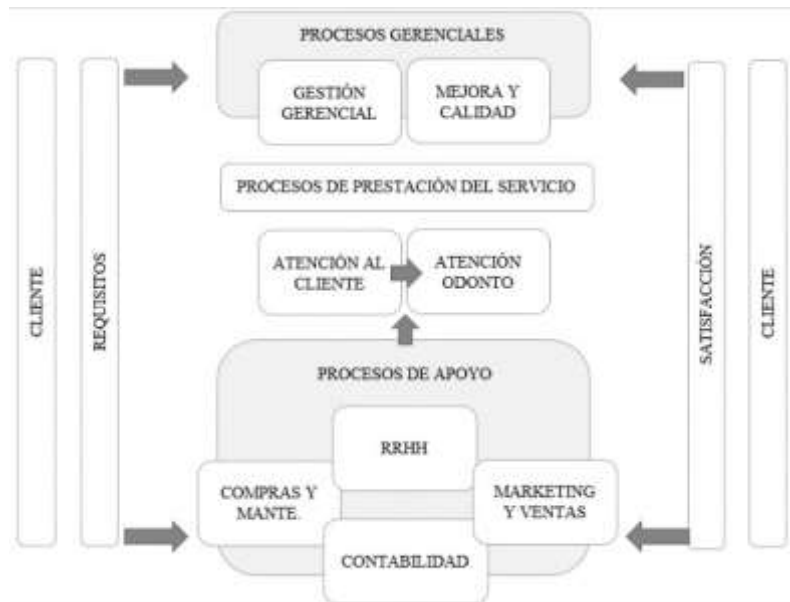 PROCESOS GERENCIALES
GESTIÓN
GERENCIAL
MEJORA Y
CALIDAD
PROCESOS DE PRESTACIÓN DEL SERVICIO
ATENCIÓN AL
CLIENTE
ATENCIÓN
ODONTO
PROCESOS DE APOYO
RRHH
COMPRAS Y
MANTE.
MARKETING
Y VENTAS
CONTABILIDAD
CLIENTE
REQUISITOS
SATISFACCIÓN
CLIENTE